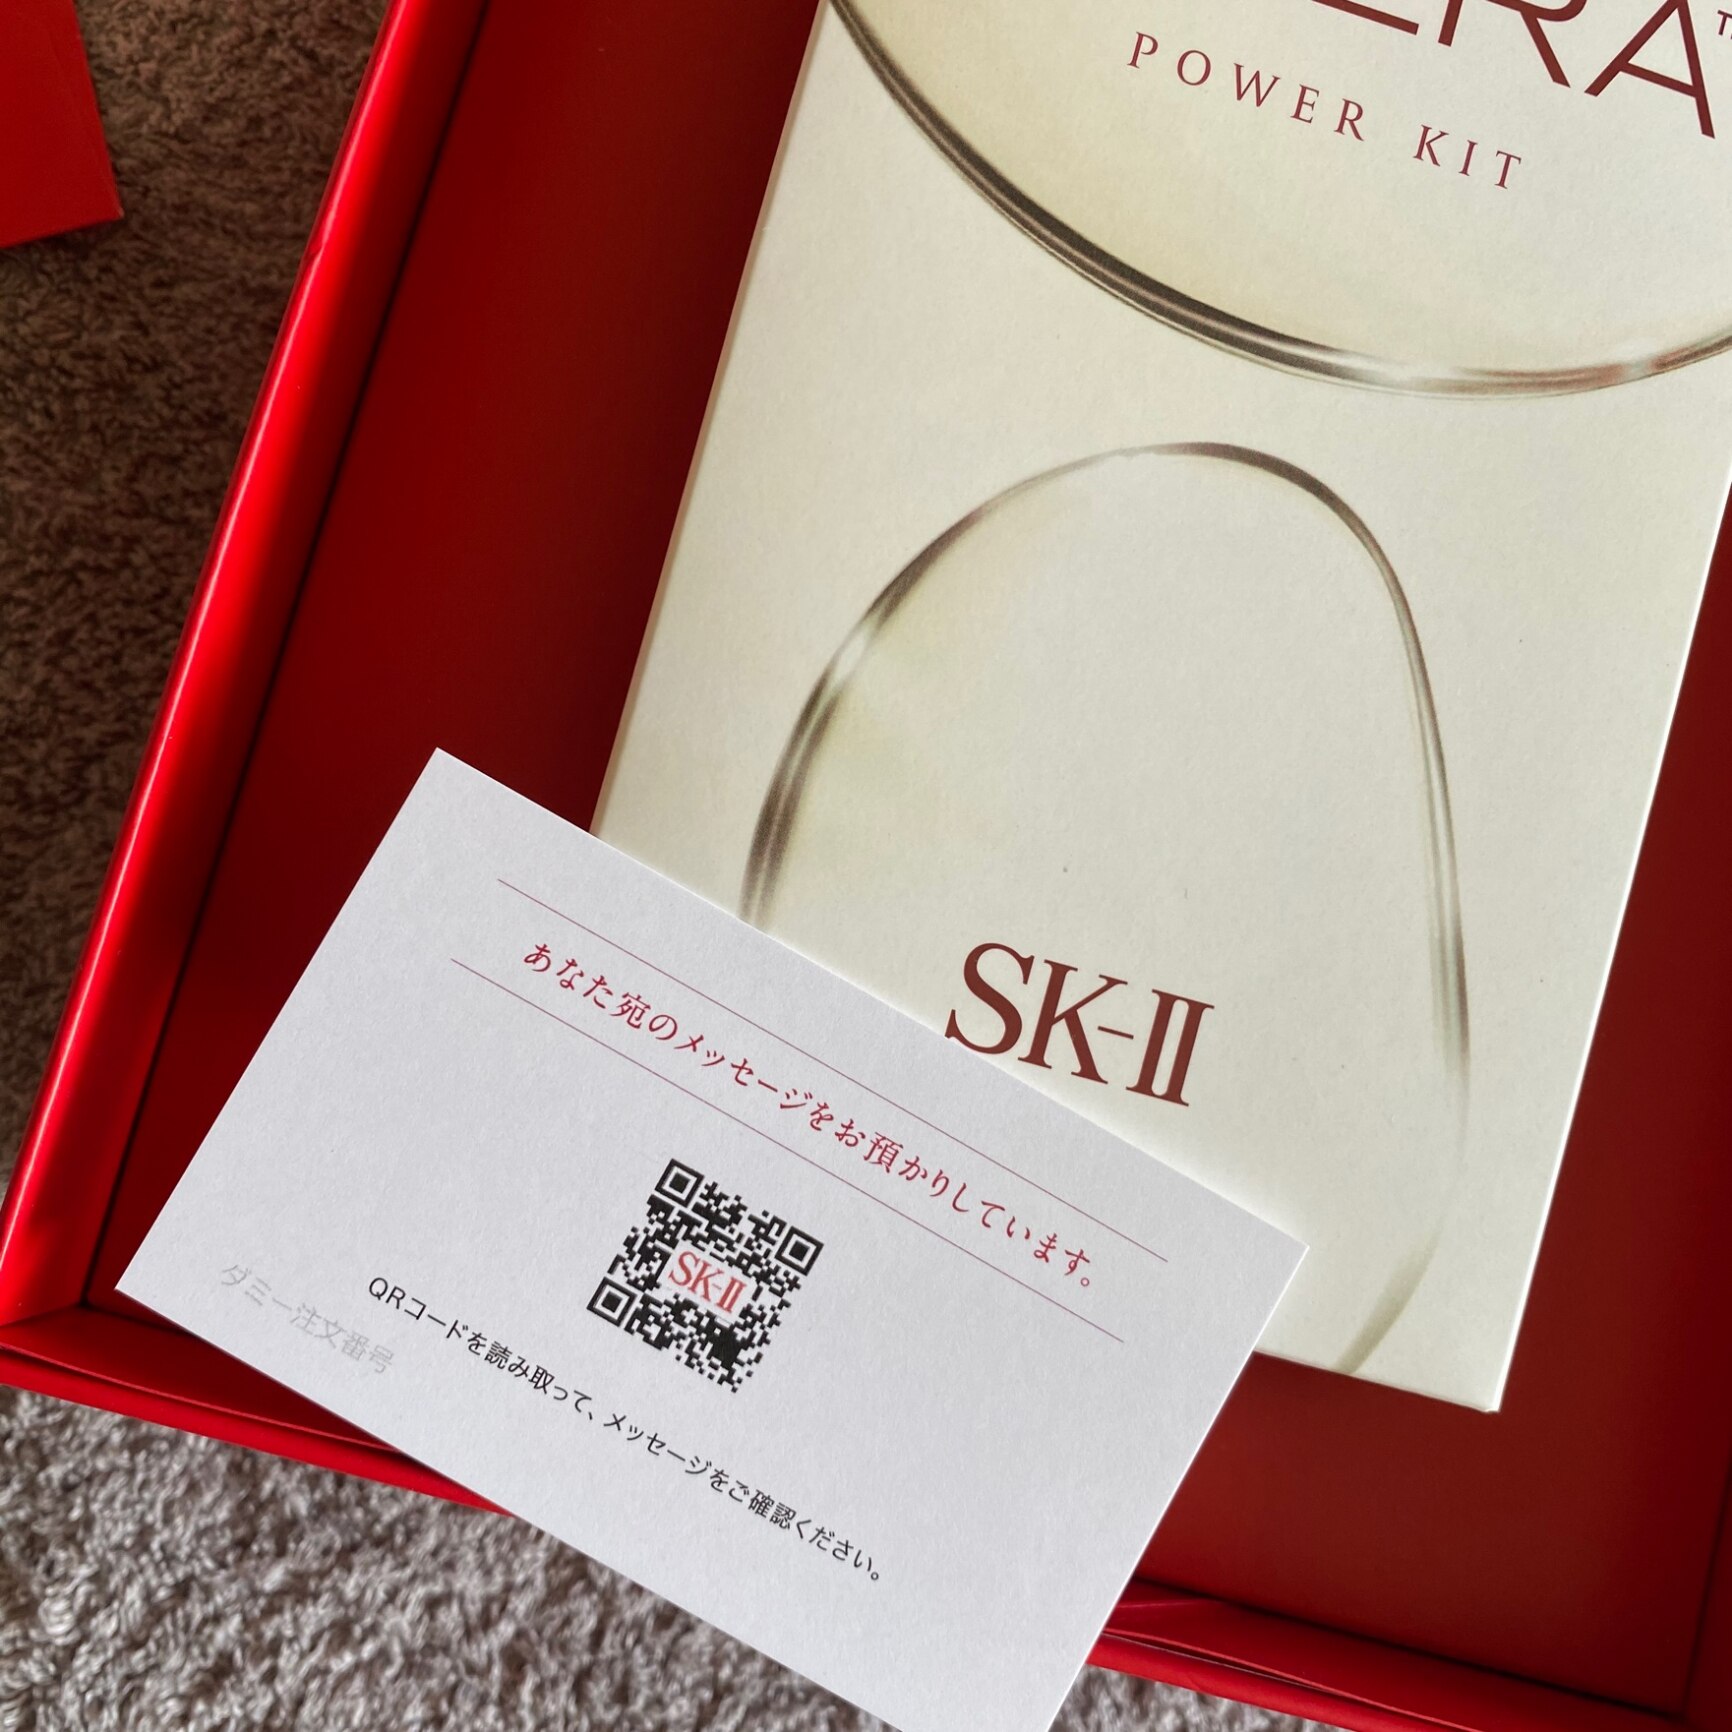 ERA
POWER KIT
SK-II
あなた宛のメッセージをお預かりしています。
SK-II
QRコードを読み取って、メッセージをご確認ください。
ダミー注文番号